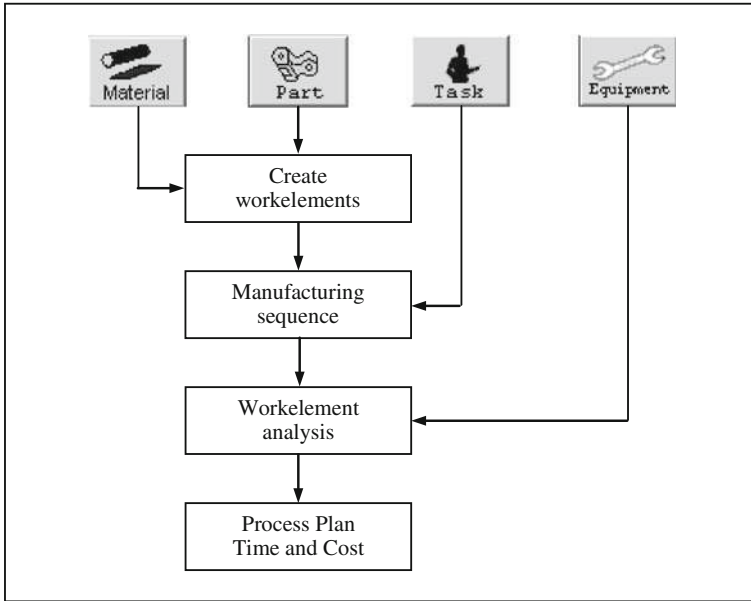 Material
Part
Task
Equipment
Create
workelements
Manufacturing
sequence
Workelement
analysis
Process Plan
Time and Cost